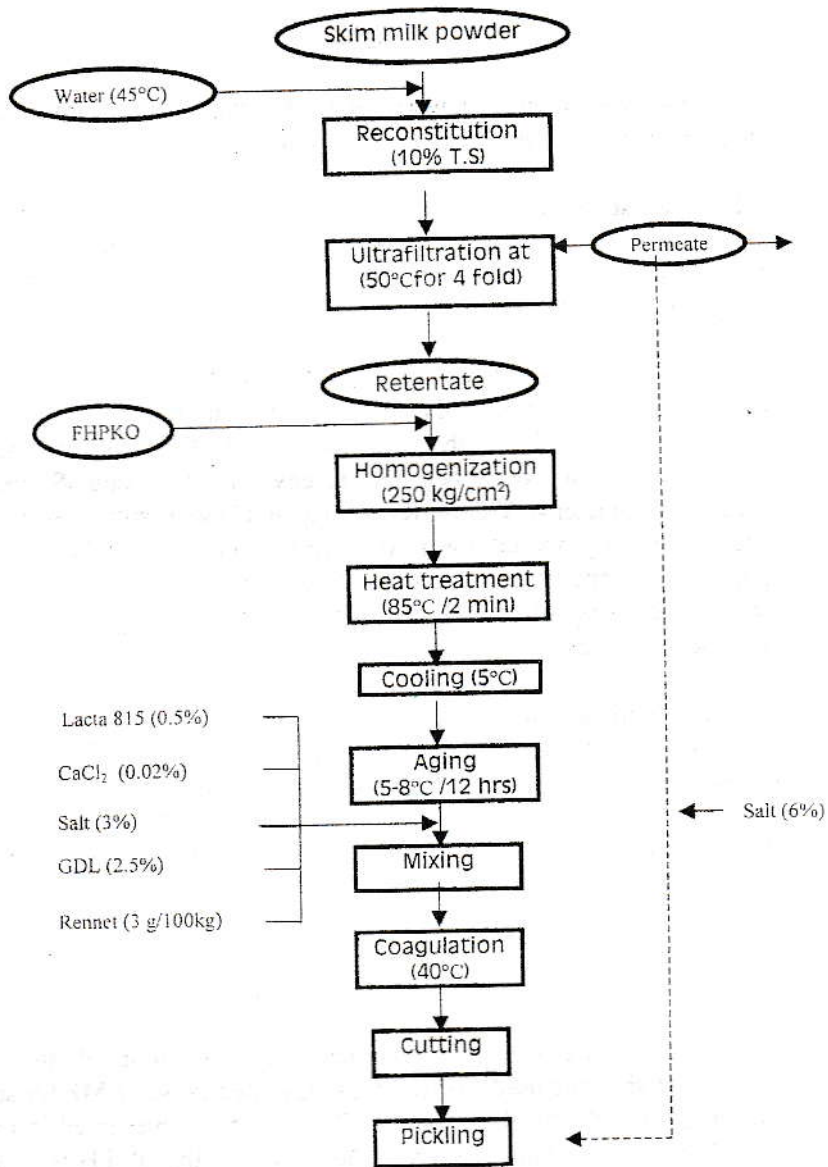 Skim milk powder
Water (45°C)
Reconstitution
(10% T.S)
Ultrafiltration at
(50°Cfor 4 fold)
Permeate
Retentate
FHPKO
Homogenization
(250 kg/cm²)
Heat treatment
(85°C /2 min)
Cooling (5°C)
Lacta 815 (0.5%)
CaCl₂ (0.02%)
Salt (3%)
GDL (2.5%)
Rennet (3 g/100kg)
Aging
(5-8°C /12 hrs)
Mixing
Salt (6%)
Coagulation
(40°C)
Cutting
Pickling